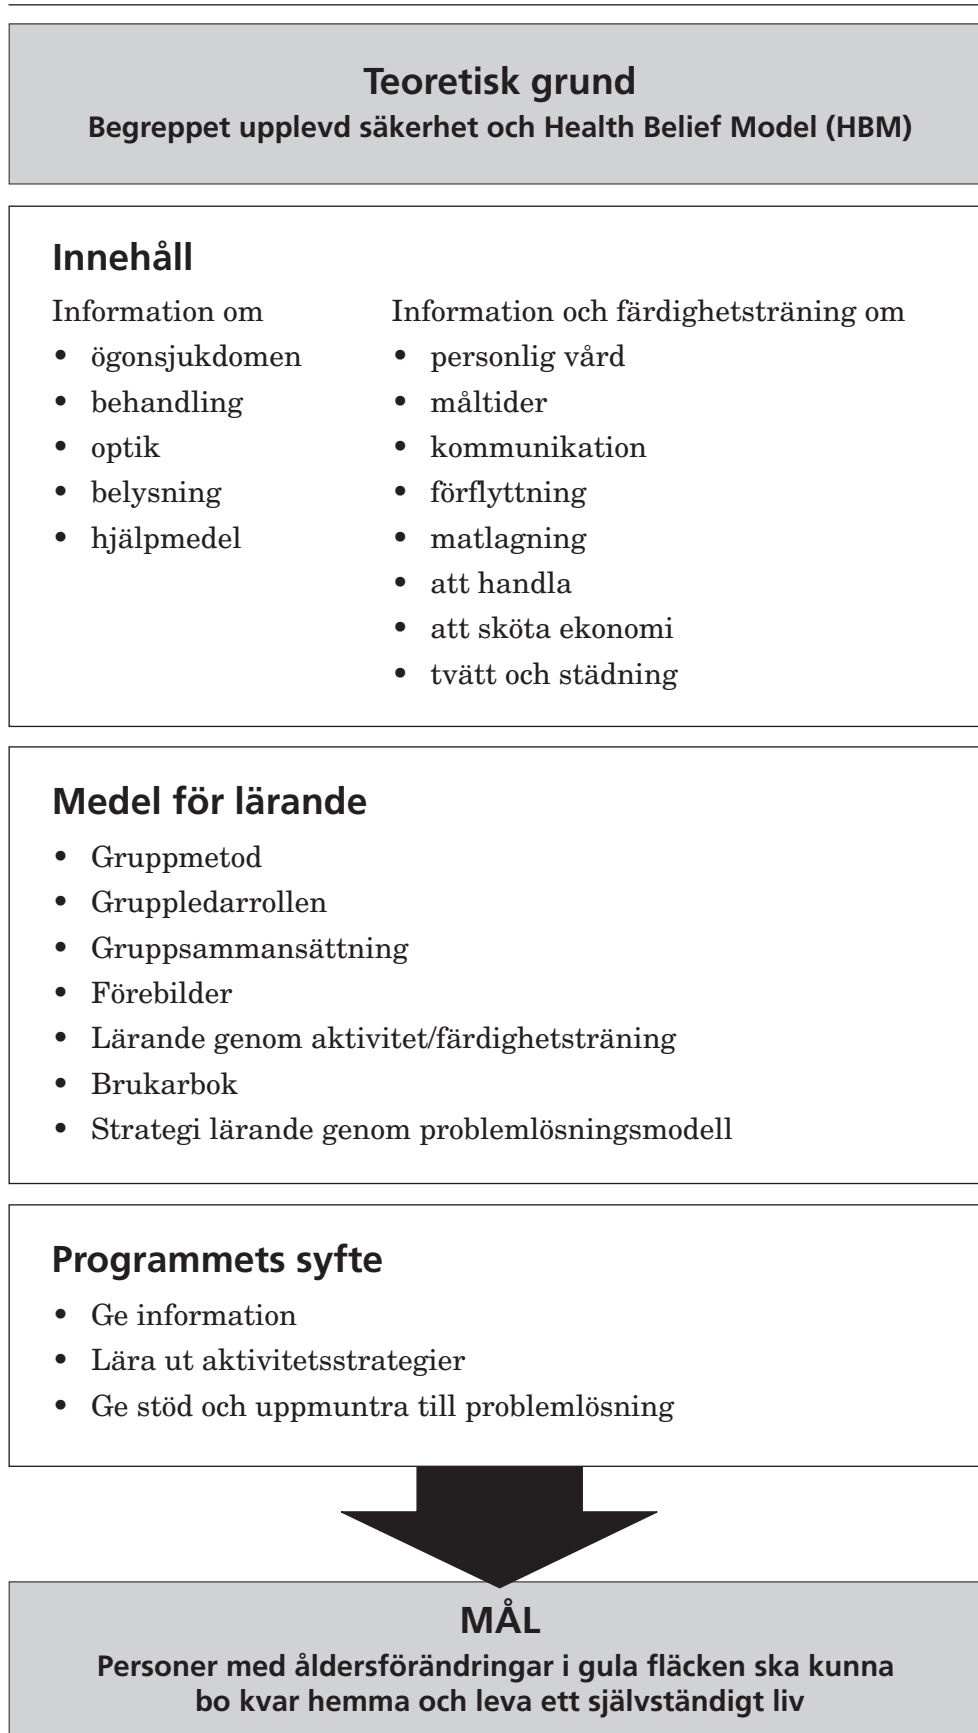 Teoretisk grund
Begreppet upplevd säkerhet och Health Belief Model (HBM)
Innehåll
Information om
• ögonsjukdomen
• behandling
• optik
• belysning
• hjälpmedel
Information och färdighetsträning om
• personlig vård
• måltider
• kommunikation
• förflyttning
• matlagning
• att handla
• att sköta ekonomi
• tvätt och städning
Medel för lärande
• Gruppmetod
• Gruppledarrollen
• Gruppsammansättning
• Förebilder
• Lärande genom aktivitet/färdighetsträning
• Brukarbok
• Strategi lärande genom problemlösningsmodell
Programmets syfte
• Ge information
• Lära ut aktivitetsstrategier
• Ge stöd och uppmuntra till problemlösning
MÅL
Personer med åldersförändringar i gula fläcken ska kunna
bo kvar hemma och leva ett självständigt liv